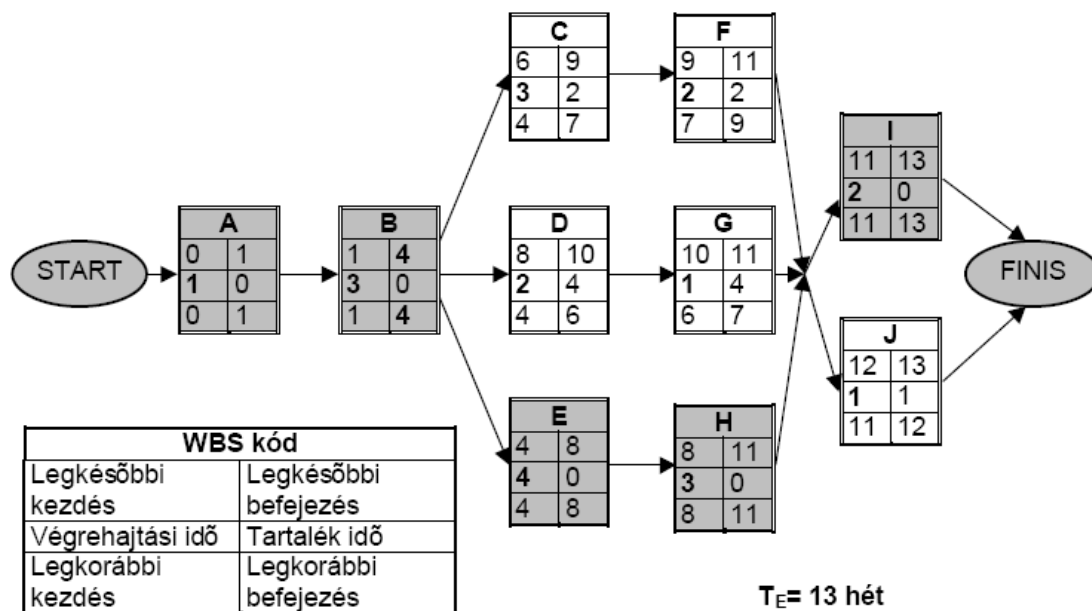 C
6 9
3 2
4 7
F
9 11
2 2
7 9
I
11 13
2 0
11 13
START
A
0 1
1 0
0 1
B
1 4
3 0
1 4
D
8 10
2 4
4 6
G
10 11
1 4
6 7
FINIS
J
12 13
1 1
11 12
E
4 8
4 0
4 8
H
8 11
3 0
8 11
WBS kód
Legkésõbbi kezdés
Legkésõbbi befejezés
Végrehajtási idõ
Tartalék idõ
Legkorábbi kezdés
Legkorábbi befejezés
TE= 13 hét